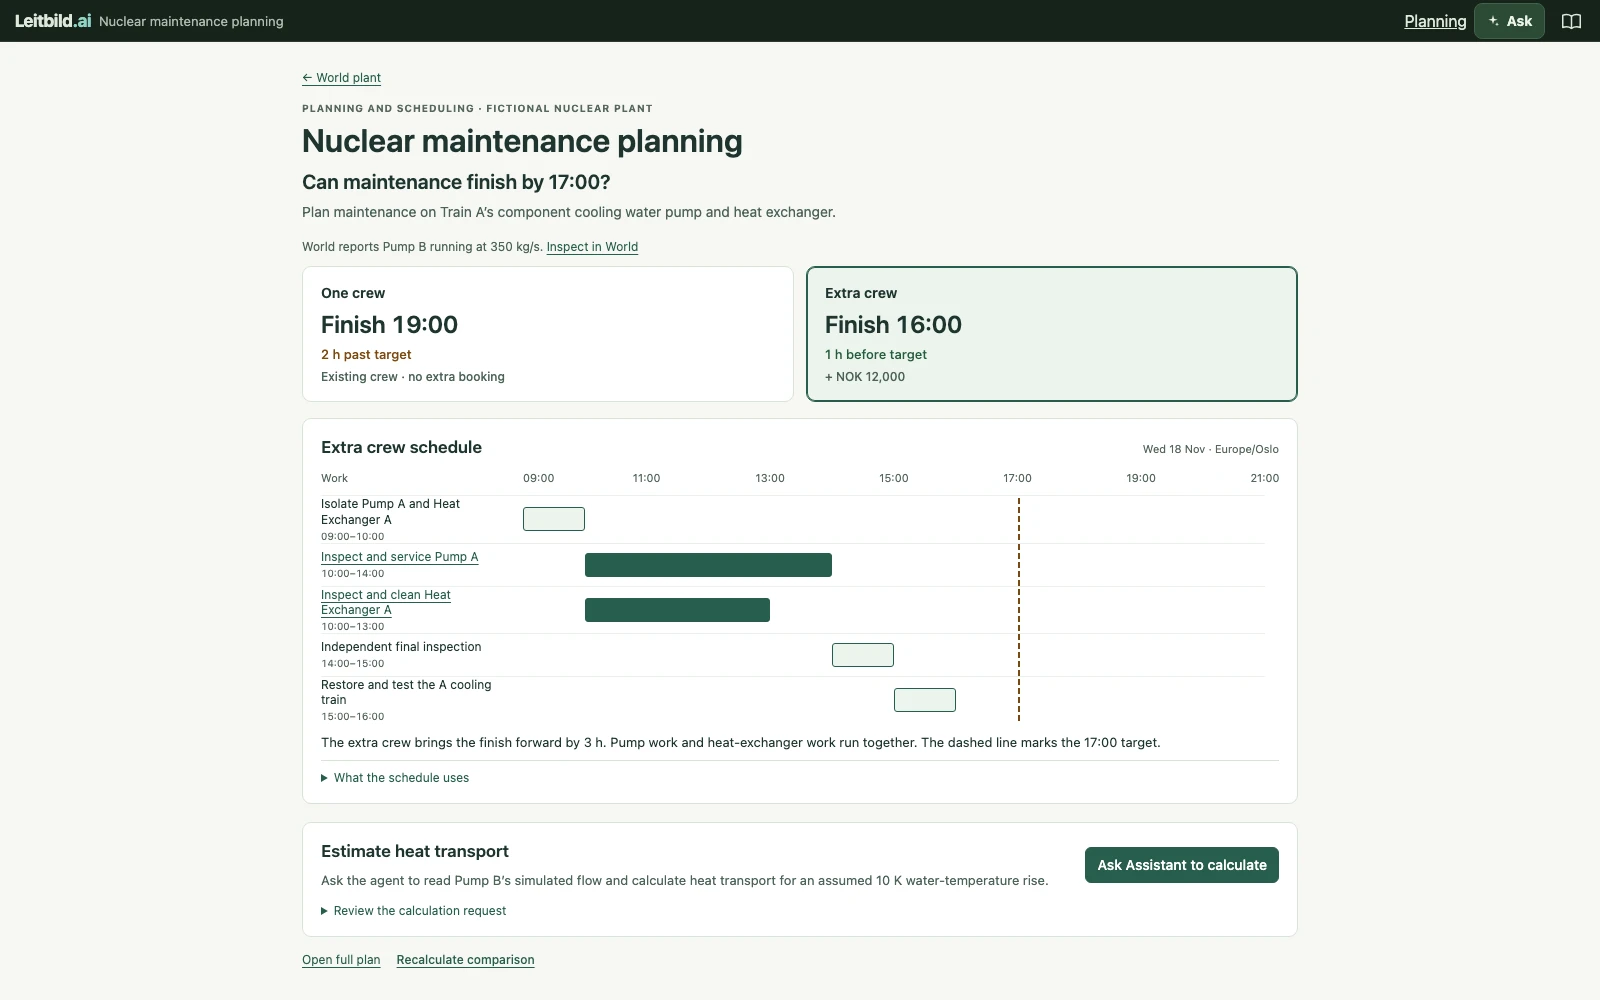 Leitbild.ai Nuclear maintenance planning
Planning
Ask
← World plant
PLANNING AND SCHEDULING · FICTIONAL NUCLEAR PLANT
Nuclear maintenance planning
Can maintenance finish by 17:00?
Plan maintenance on Train A’s component cooling water pump and heat exchanger.
World reports Pump B running at 350 kg/s. Inspect in World
One crew
Finish 19:00
2 h past target
Existing crew · no extra booking
Extra crew
Finish 16:00
1 h before target
+ NOK 12,000
Extra crew schedule
Wed 18 Nov · Europe/Oslo
Work 09:00 11:00 13:00 15:00 17:00 19:00 21:00
Isolate Pump A and Heat
Exchanger A
09:00–10:00
Inspect and service Pump A
10:00–14:00
Inspect and clean Heat
Exchanger A
10:00–13:00
Independent final inspection
14:00–15:00
Restore and test the A cooling
train
15:00–16:00
The extra crew brings the finish forward by 3 h. Pump work and heat-exchanger work run together. The dashed line marks the 17:00 target.
What the schedule uses
Estimate heat transport
Ask the agent to read Pump B’s simulated flow and calculate heat transport for an assumed 10 K water-temperature rise.
Ask Assistant to calculate
Review the calculation request
Open full plan Recalculate comparison